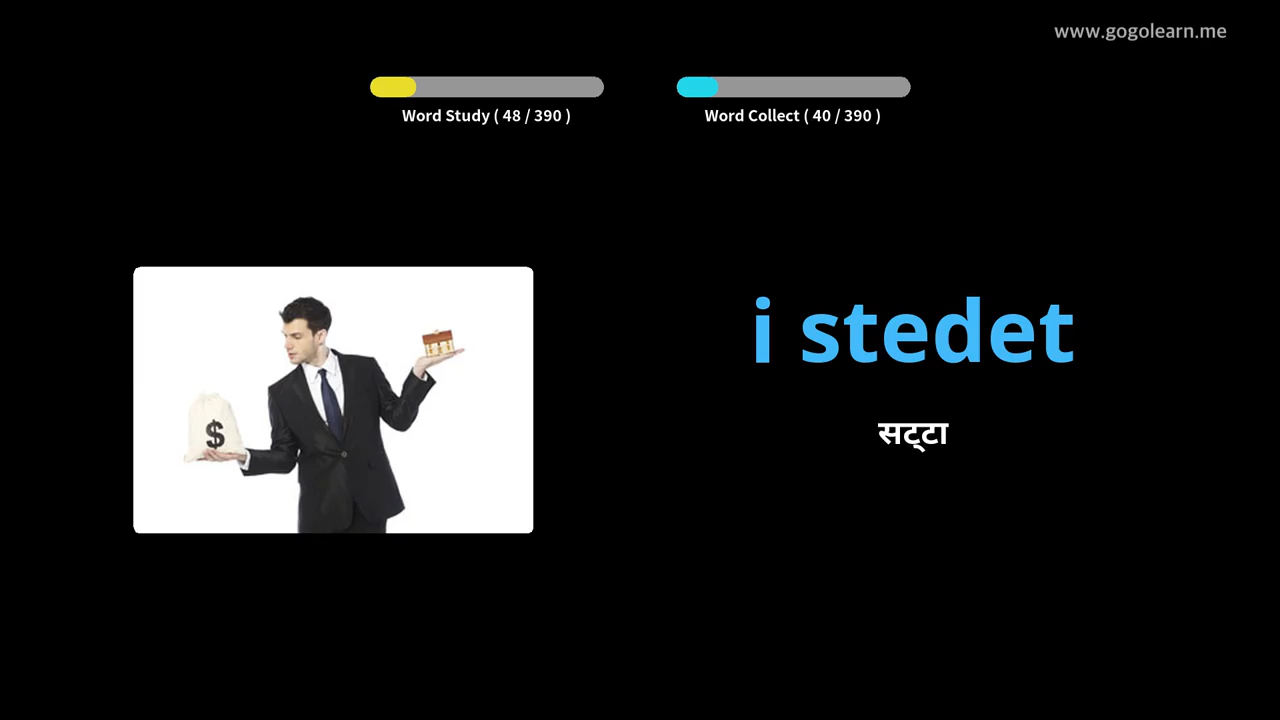 www.gogolearn.me
Word Study ( 48 / 390 )
Word Collect ( 40 / 390 )
$
i stedet
सट्टा